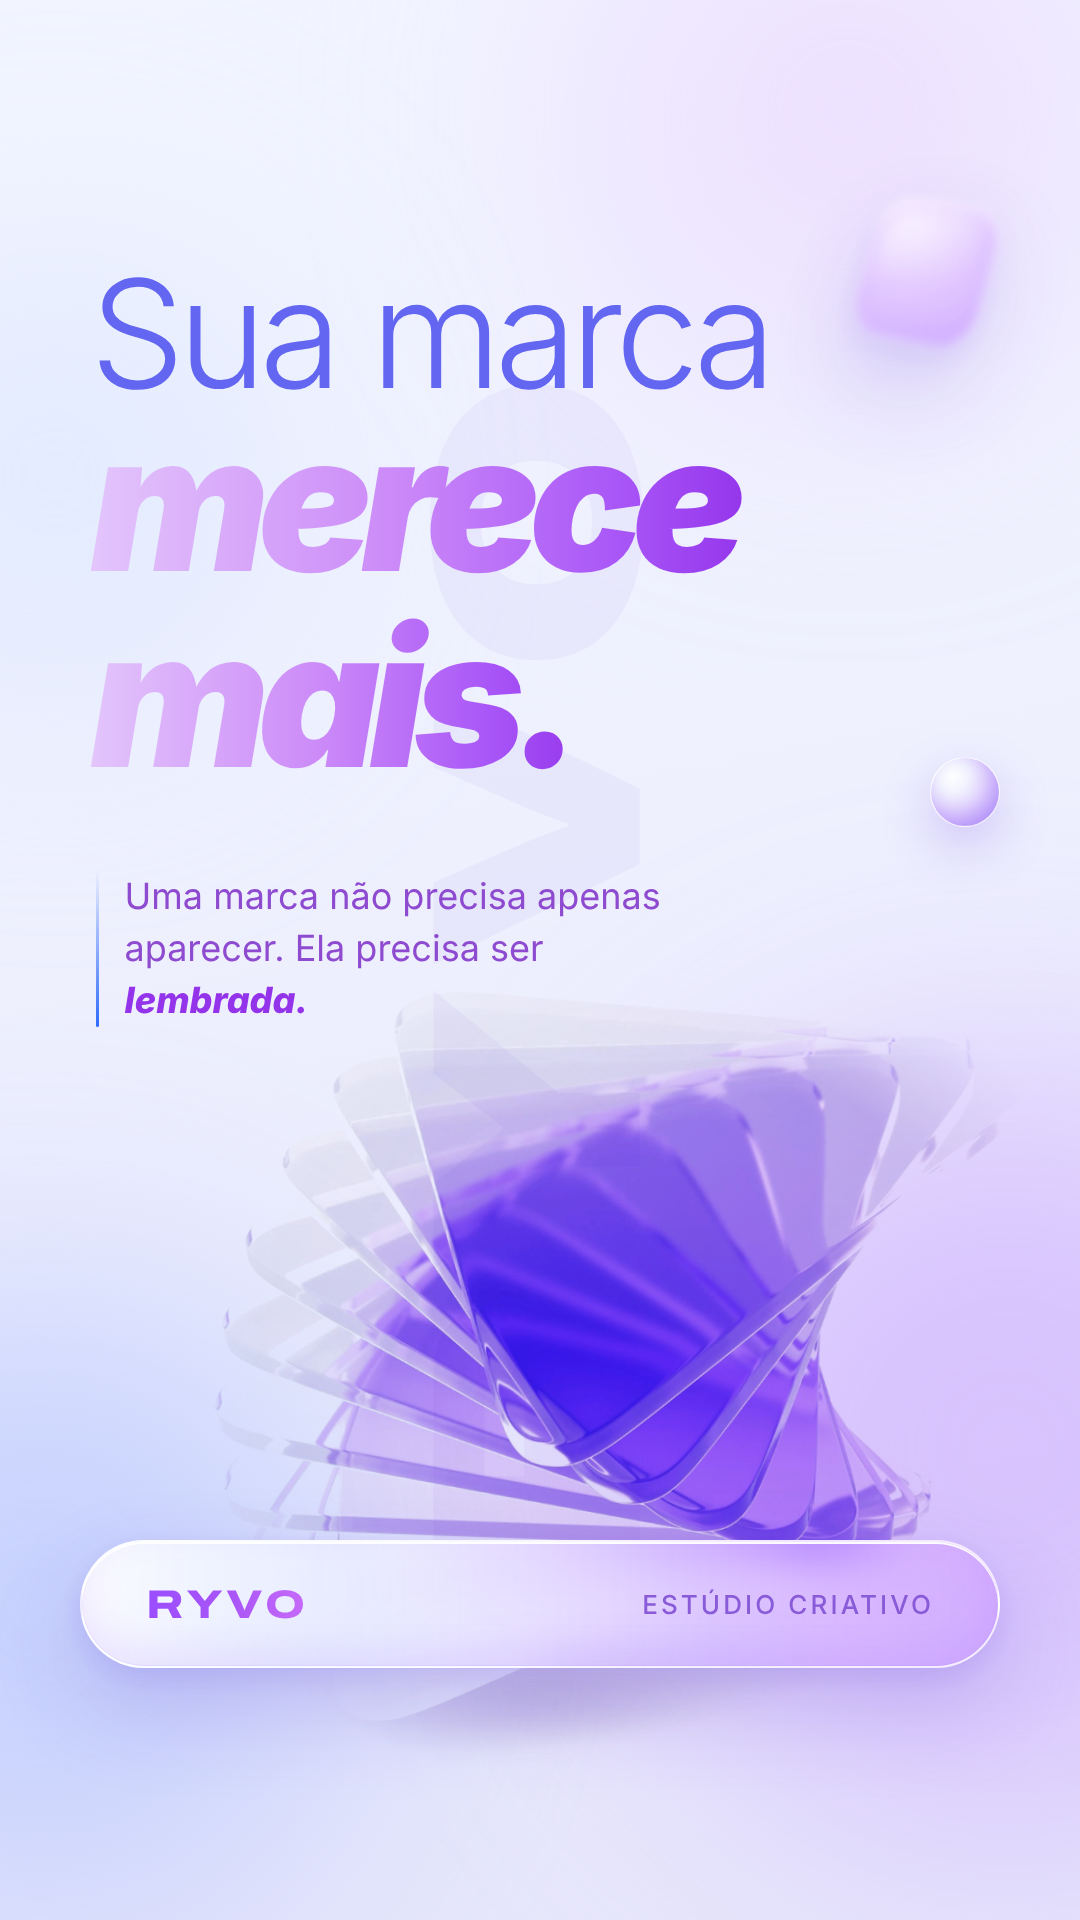 Sua marca
merece
mais.
Uma marca não precisa apenas
aparecer. Ela precisa ser
lembrada.
RYVO
ESTÚDIO CRIATIVO